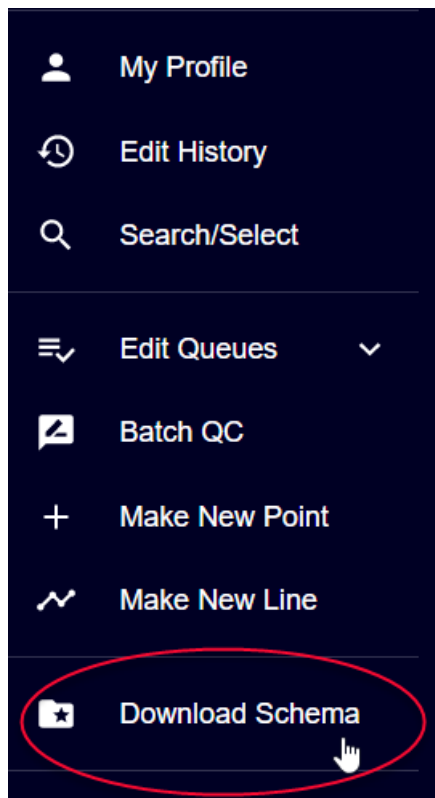 My Profile
Edit History
Search/Select
Edit Queues
Batch QC
Make New Point
Make New Line
Download Schema